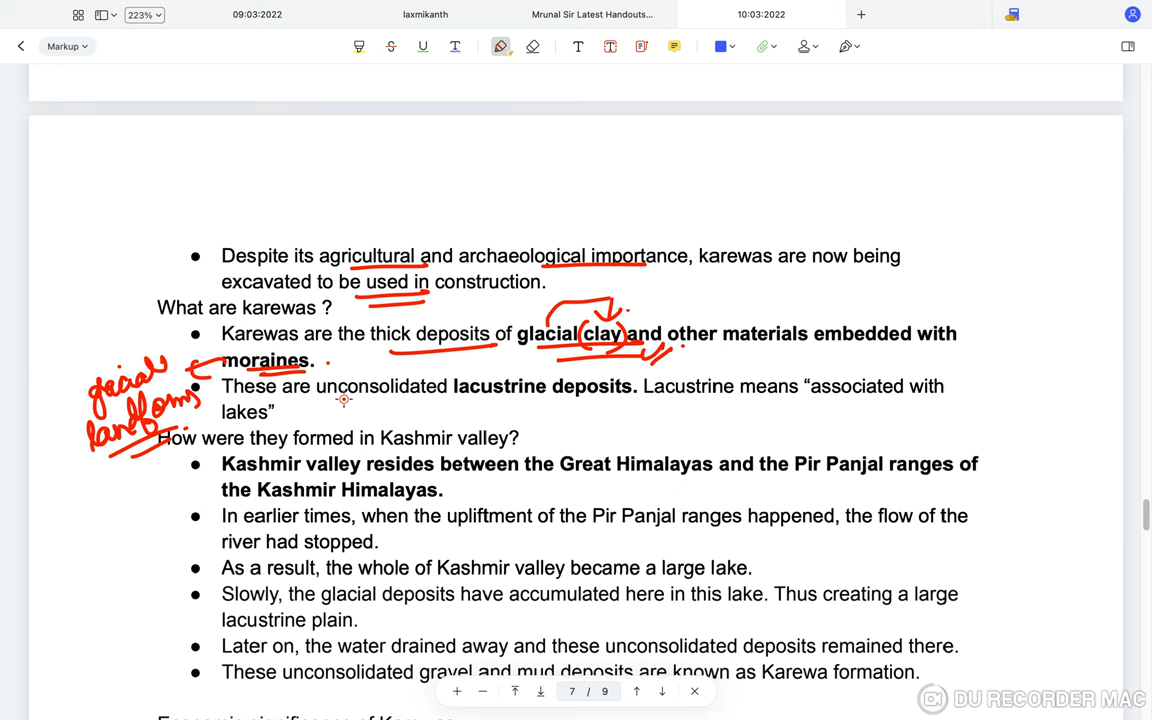 223%
09:03:2022
laxmikanth
Mrunal Sir Latest Handouts...
10:03:2022
Markup
● Despite its agricultural and archaeological importance, karewas are now being
excavated to be used in construction.
What are karewas ?
● Karewas are the thick deposits of glacial clay and other materials embedded with
moraines.
glacial
landforms
● These are unconsolidated lacustrine deposits. Lacustrine means “associated with
lakes”
How were they formed in Kashmir valley?
● Kashmir valley resides between the Great Himalayas and the Pir Panjal ranges of
the Kashmir Himalayas.
● In earlier times, when the upliftment of the Pir Panjal ranges happened, the flow of the
river had stopped.
● As a result, the whole of Kashmir valley became a large lake.
● Slowly, the glacial deposits have accumulated here in this lake. Thus creating a large
lacustrine plain.
● Later on, the water drained away and these unconsolidated deposits remained there.
● These unconsolidated gravel and mud deposits are known as Karewa formation.
7 / 9
DU RECORDER MAC